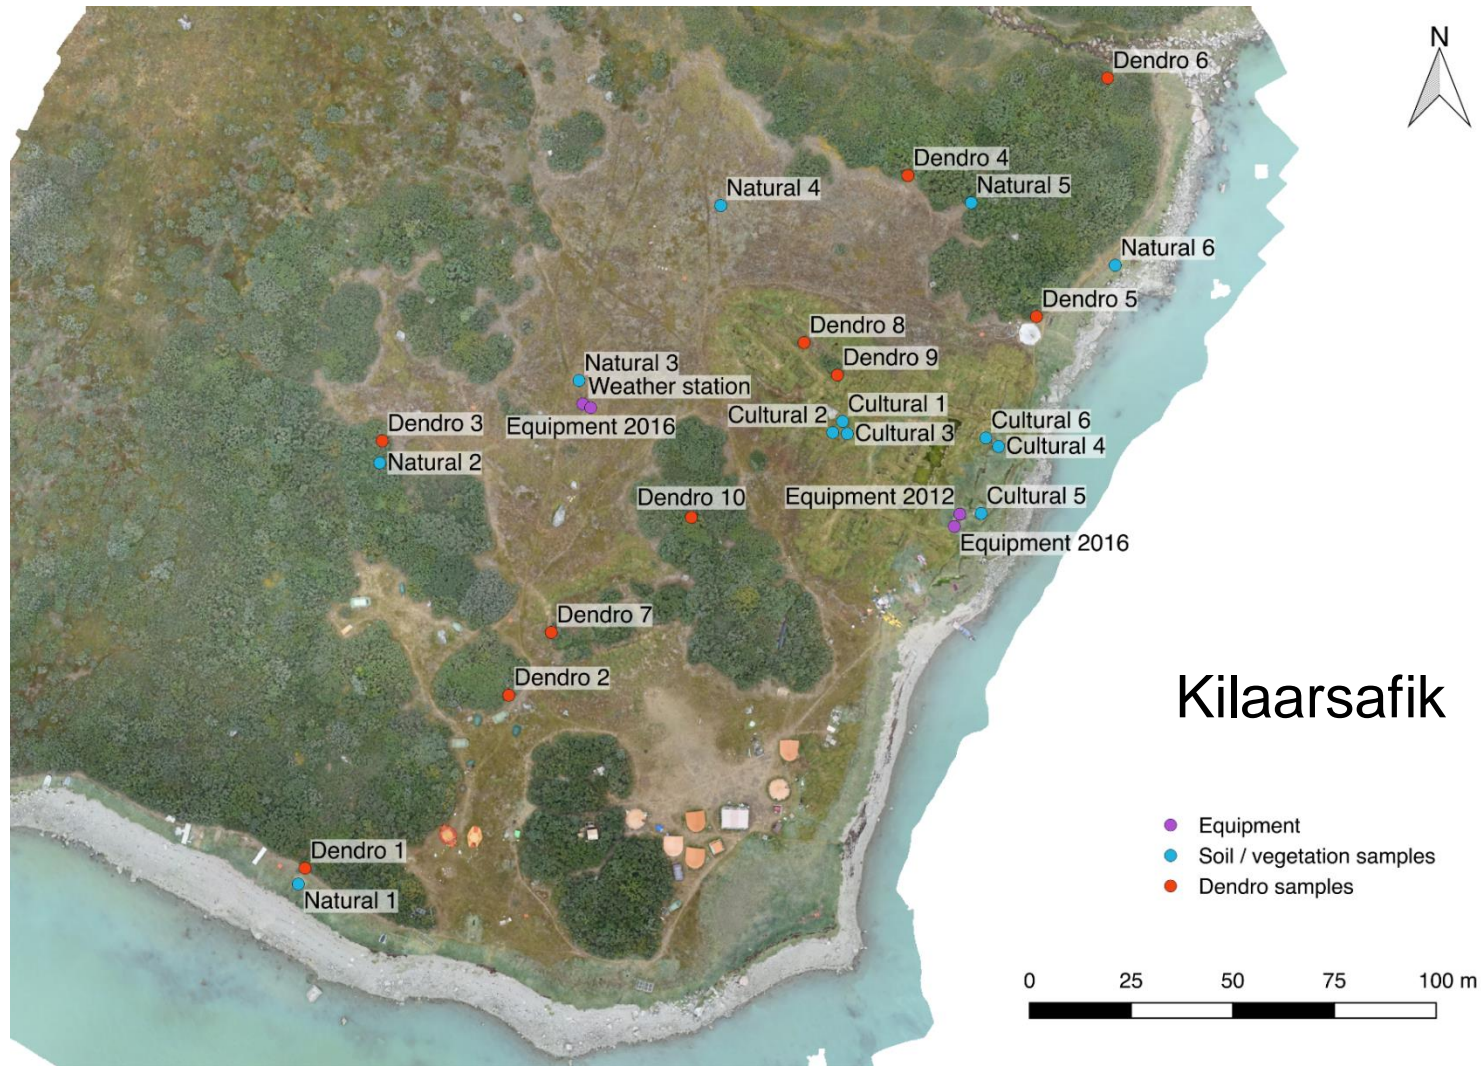 N
Dendro 6
Dendro 4
Natural 4
Natural 5
Natural 6
Dendro 5
Dendro 8
Dendro 9
Natural 3
Weather station
Equipment 2016
Cultural 2
Cultural 1
Cultural 3
Cultural 6
Cultural 4
Dendro 3
Natural 2
Dendro 10
Equipment 2012
Cultural 5
Equipment 2016
Dendro 7
Dendro 2
Kilaarsafik
Equipment
Soil / vegetation samples
Dendro samples
Dendro 1
Natural 1
0 25 50 75 100 m